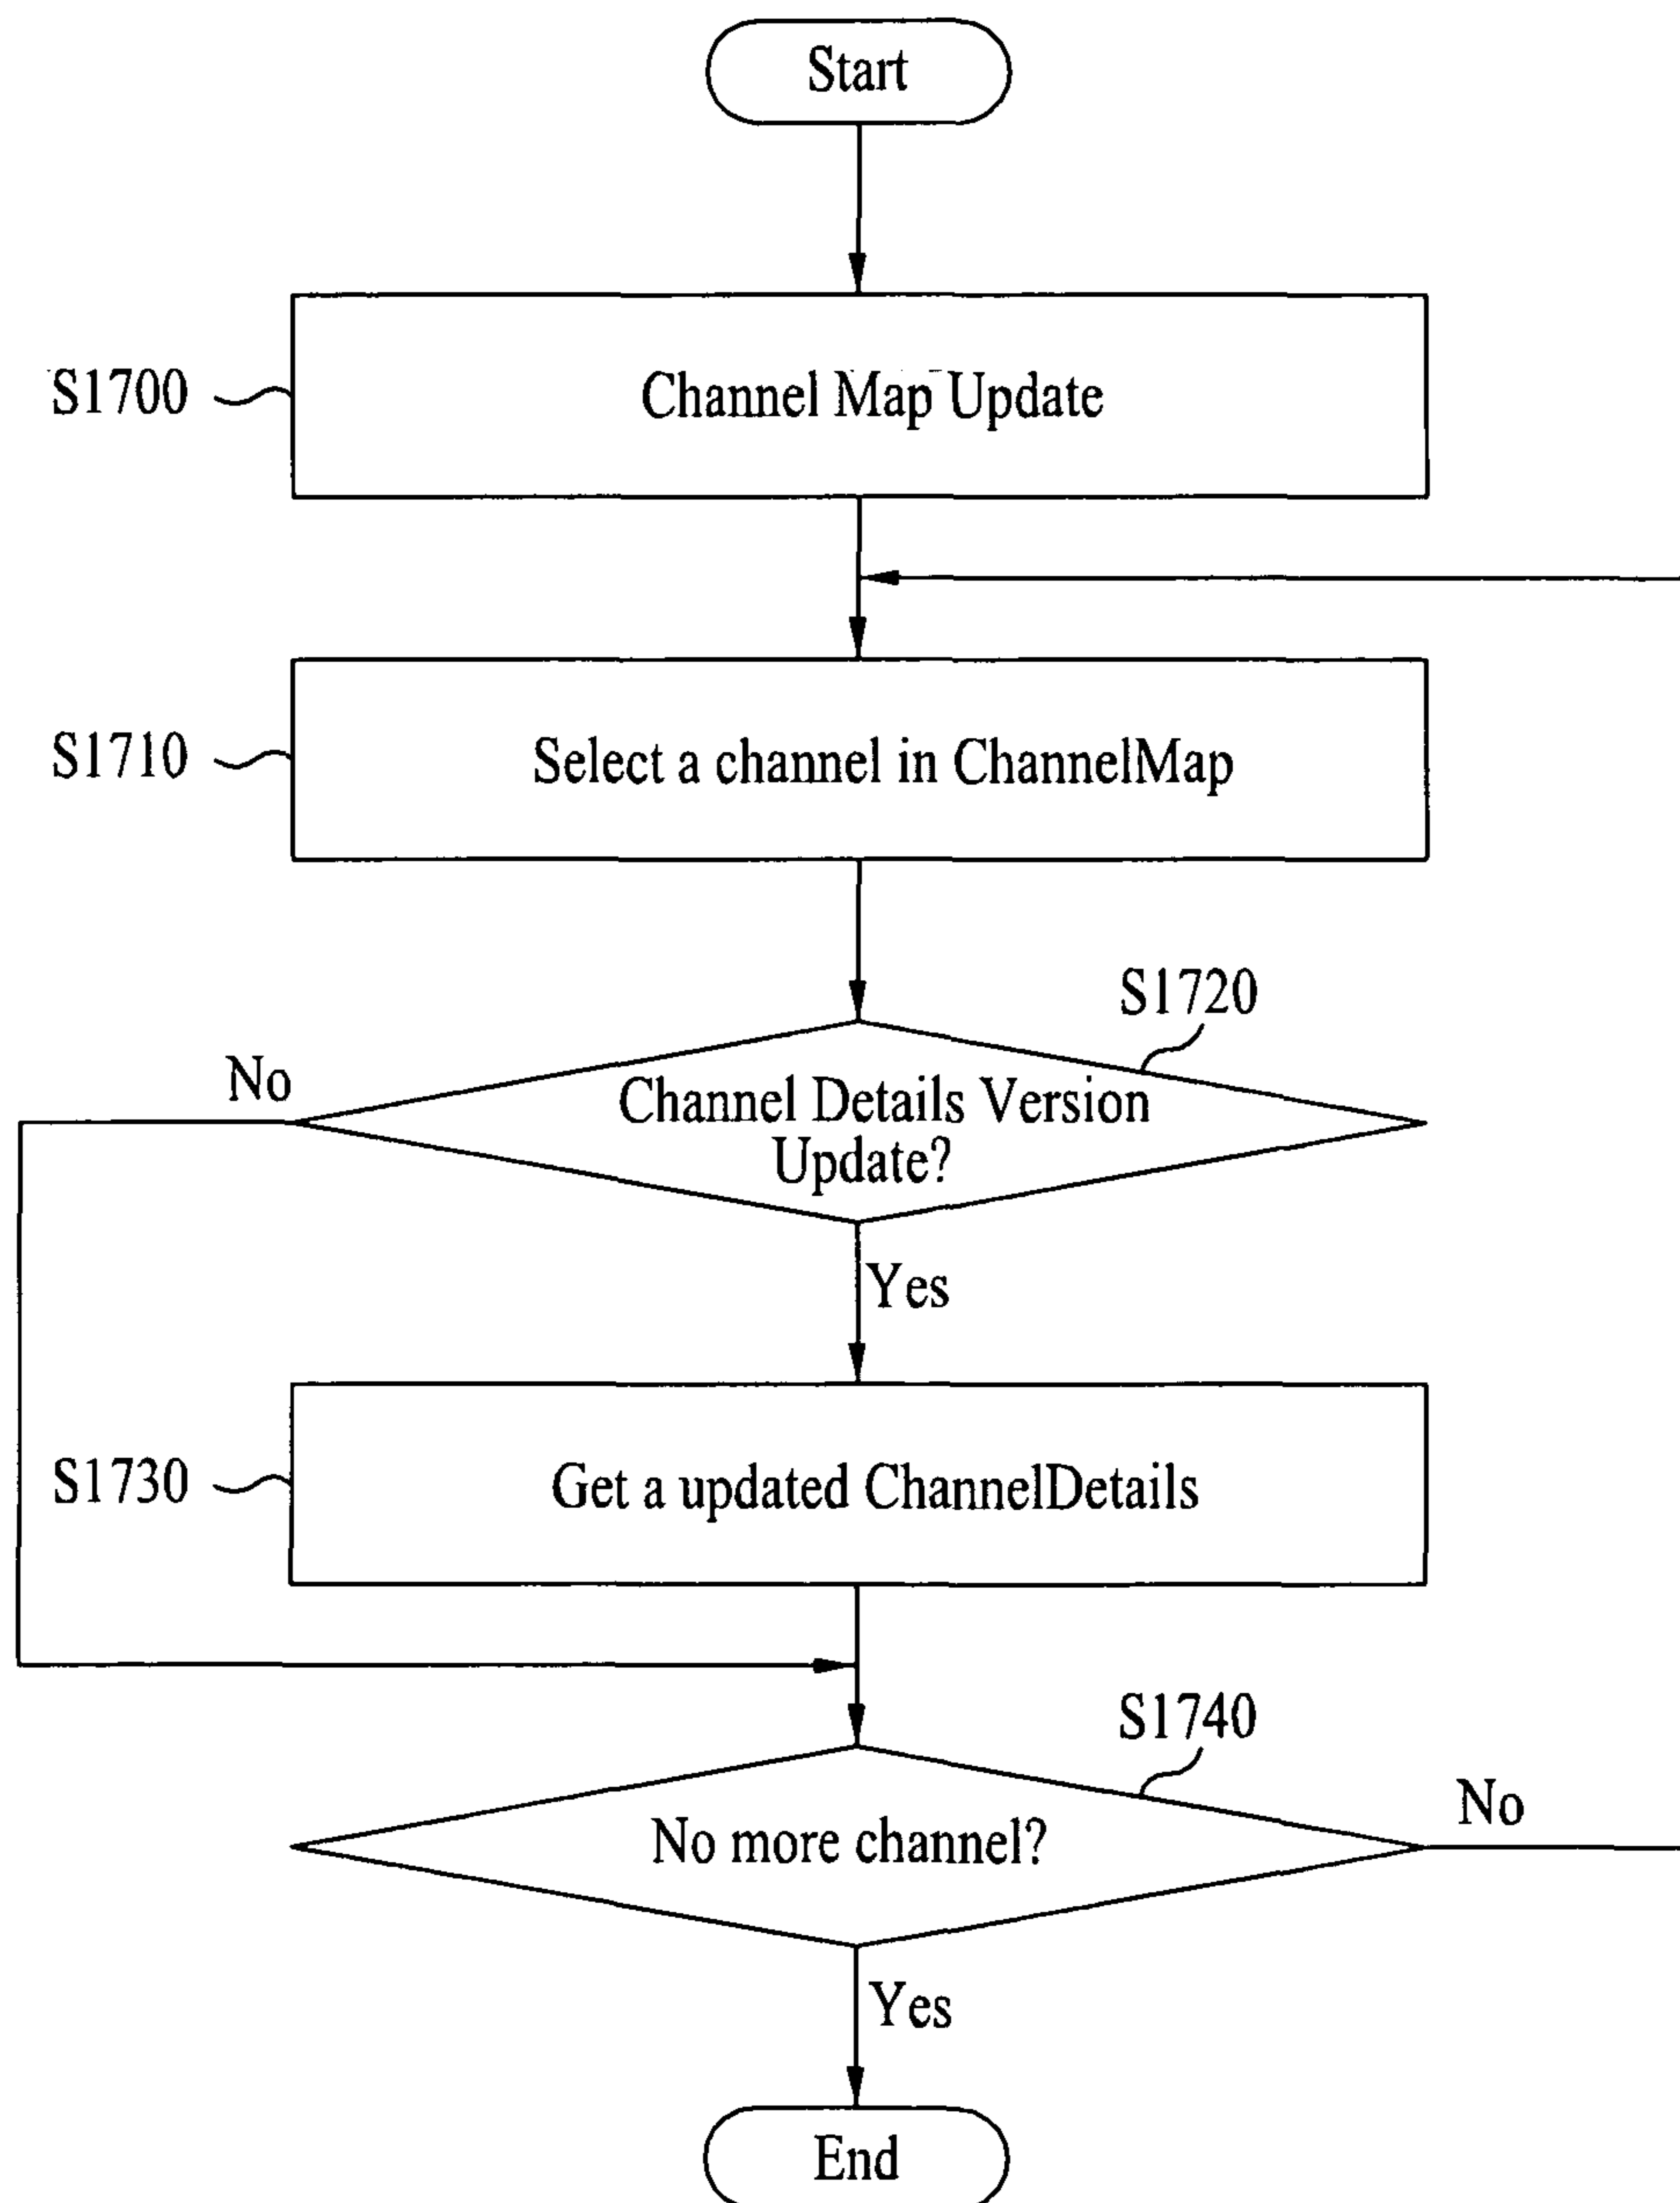 Start
S1700
Channel Map Update
S1710
Select a channel in ChannelMap
S1720
No
Channel Details Version
Update?
Yes
S1730
Get a updated ChannelDetails
S1740
No
No more channel?
Yes
End